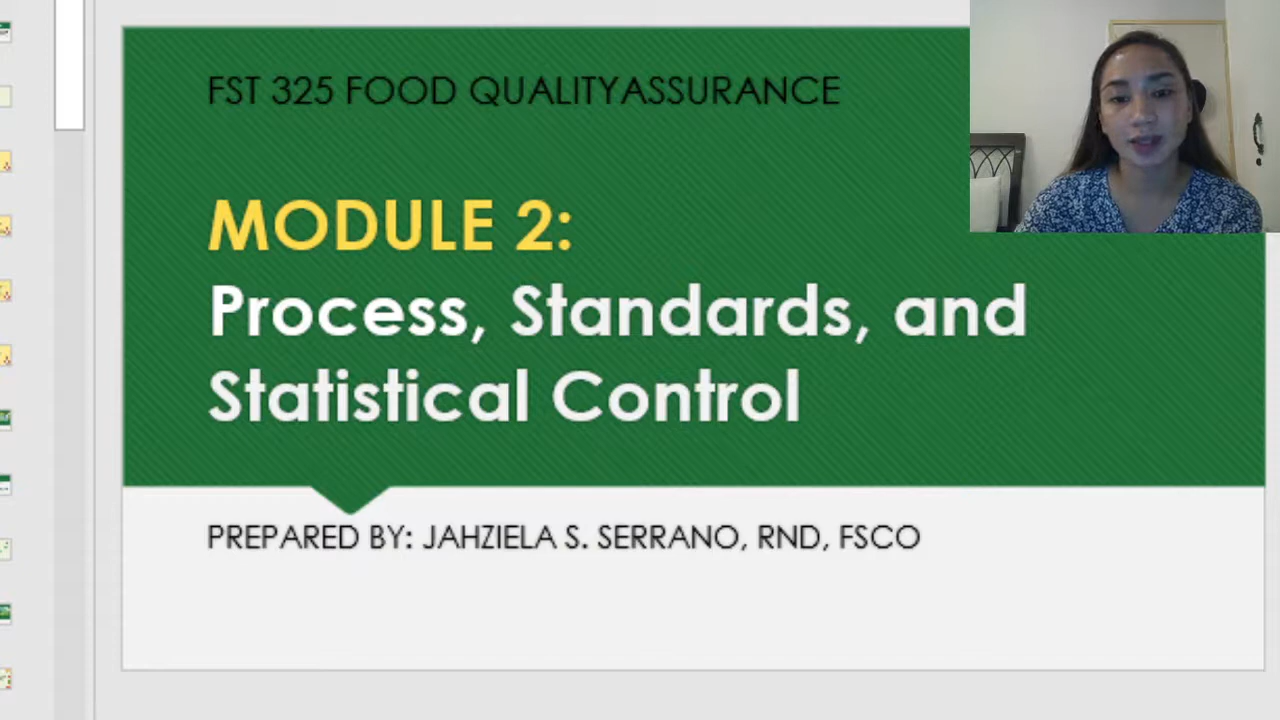 FST 325 FOOD QUALITYASSURANCE
MODULE 2:
Process, Standards, and
Statistical Control
PREPARED BY: JAHZIELA S. SERRANO, RND, FSCO